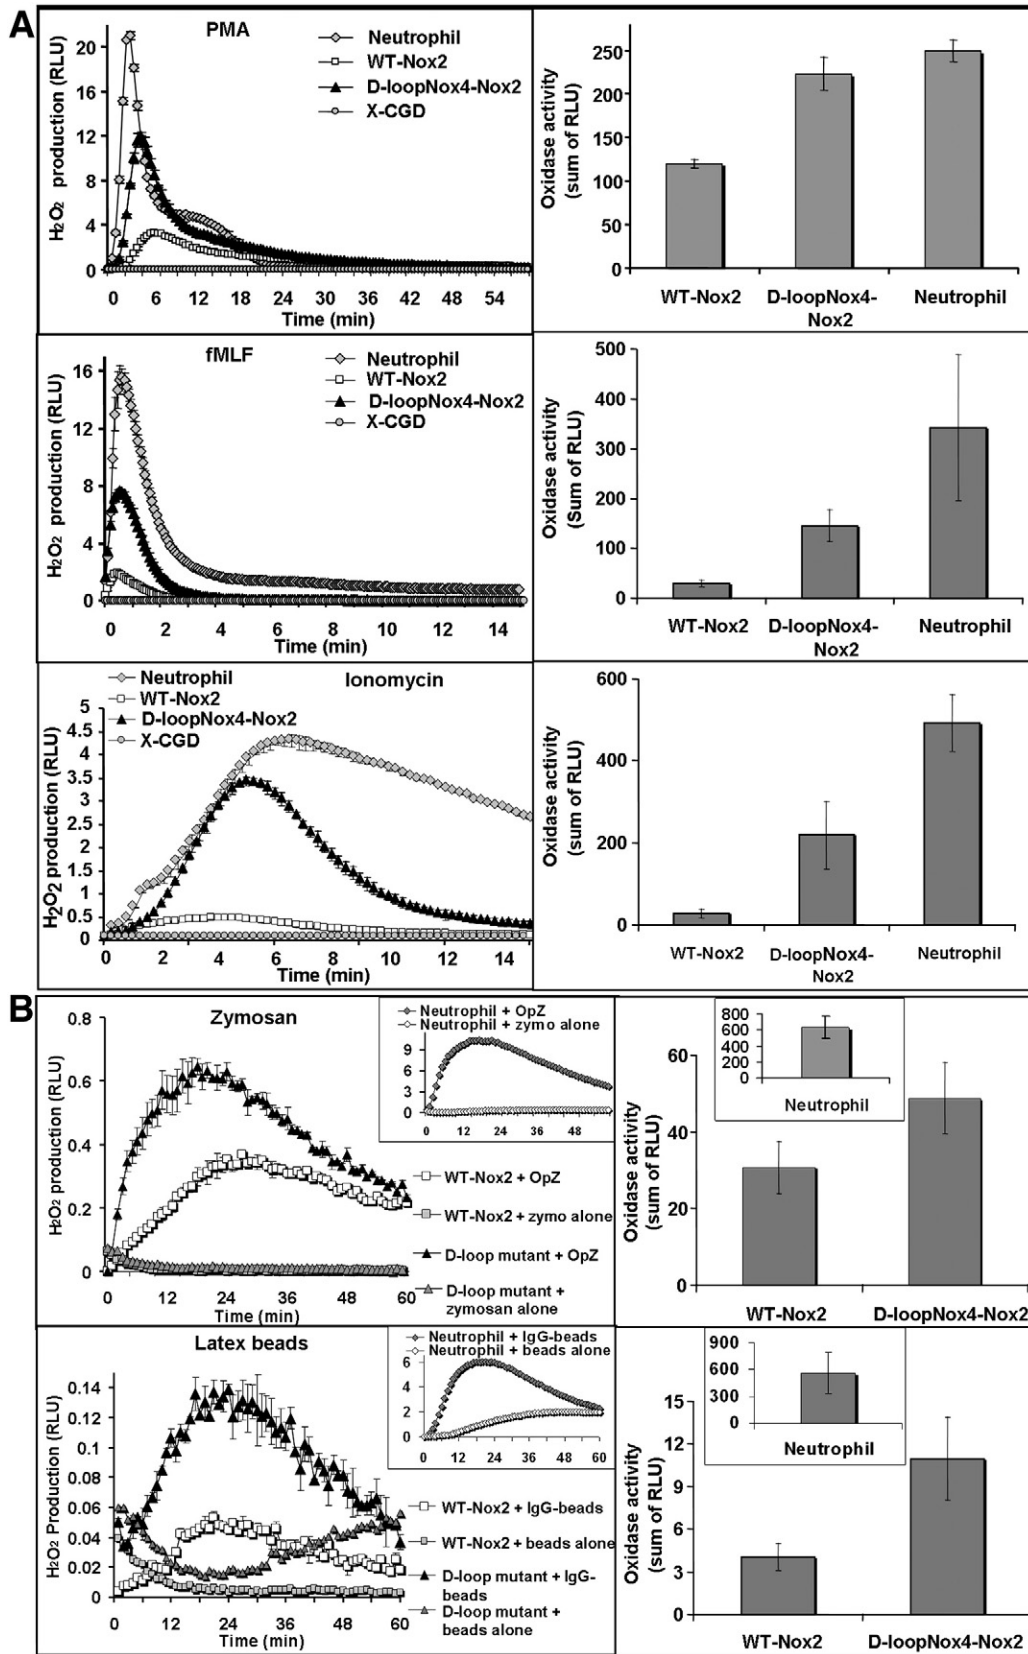 A
PMA
Neutrophil
WT-Nox2
D-loopNox4-Nox2
X-CGD
H₂O₂ production (RLU)
20
16
12
8
4
0
0 6 12 18 24 30 36 42 48 54
Time (min)
Oxidase activity
(sum of RLU)
250
200
150
100
50
0
WT-Nox2
D-loopNox4-
Nox2
Neutrophil
fMLF
Neutrophil
WT-Nox2
D-loopNox4-Nox2
X-CGD
H₂O₂ production (RLU)
16
12
8
4
0
0 2 4 6 8 10 12 14
Time (min)
Oxidase activity
(Sum of RLU)
500
400
300
200
100
0
WT-Nox2
D-loopNox4-
Nox2
Neutrophil
Ionomycin
Neutrophil
WT-Nox2
D-loopNox4-Nox2
X-CGD
H₂O₂ production (RLU)
5
4.5
4
3.5
3
2.5
2
1.5
1
0.5
0
0 2 4 6 8 10 12 14
Time (min)
Oxidase activity
(sum of RLU)
600
400
200
0
WT-Nox2
D-loopNox4-
Nox2
Neutrophil
B
Zymosan
H₂O₂ production (RLU)
0.8
0.6
0.4
0.2
0
0 12 24 36 48 60
Time (min)
Neutrophil + OpZ
Neutrophil + zymo alone
9
6
3
0
0 12 24 36 48
WT-Nox2 + OpZ
WT-Nox2 + zymo alone
D-loop mutant + OpZ
D-loop mutant +
zymosan alone
Oxidase activity
(sum of RLU)
60
40
20
0
800
600
400
200
0
Neutrophil
WT-Nox2
D-loopNox4-Nox2
Latex beads
H₂O₂ Production (RLU)
0.14
0.12
0.1
0.08
0.06
0.04
0.02
0
0 12 24 36 48 60
Time (min)
Neutrophil + IgG-beads
Neutrophil + beads alone
6
4
2
0
0 12 24 36 48 60
WT-Nox2 + IgG-beads
WT-Nox2 + beads alone
D-loop mutant + IgG-
beads
D-loop mutant +
beads alone
Oxidase activity
(sum of RLU)
15
12
9
6
3
0
900
600
300
0
Neutrophil
WT-Nox2
D-loopNox4-Nox2